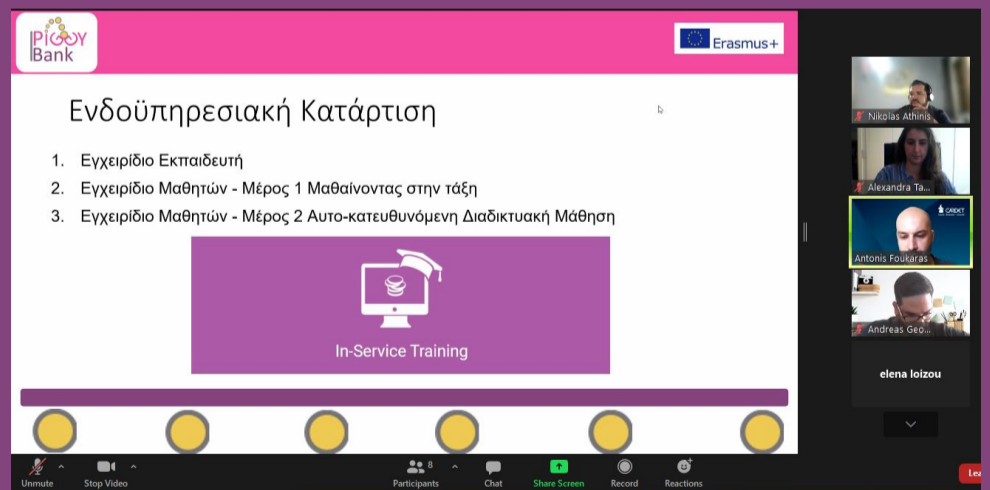 PiGGY
Bank
Erasmus+
Ενδοϋπηρεσιακή Κατάρτιση
1. Εγχειρίδιο Εκπαιδευτή
2. Εγχειρίδιο Μαθητών - Μέρος 1 Μαθαίνοντας στην τάξη
3. Εγχειρίδιο Μαθητών - Μέρος 2 Αυτο-κατευθυνόμενη Διαδικτυακή Μάθηση
In-Service Training
Nikolas Athinis
Alexandra Ta...
CARDET
Antonis Foukaras
Andreas Geo...
elena loizou
Unmute
Stop Video
8
Participants
Chat
Share Screen
Record
Reactions
Lea